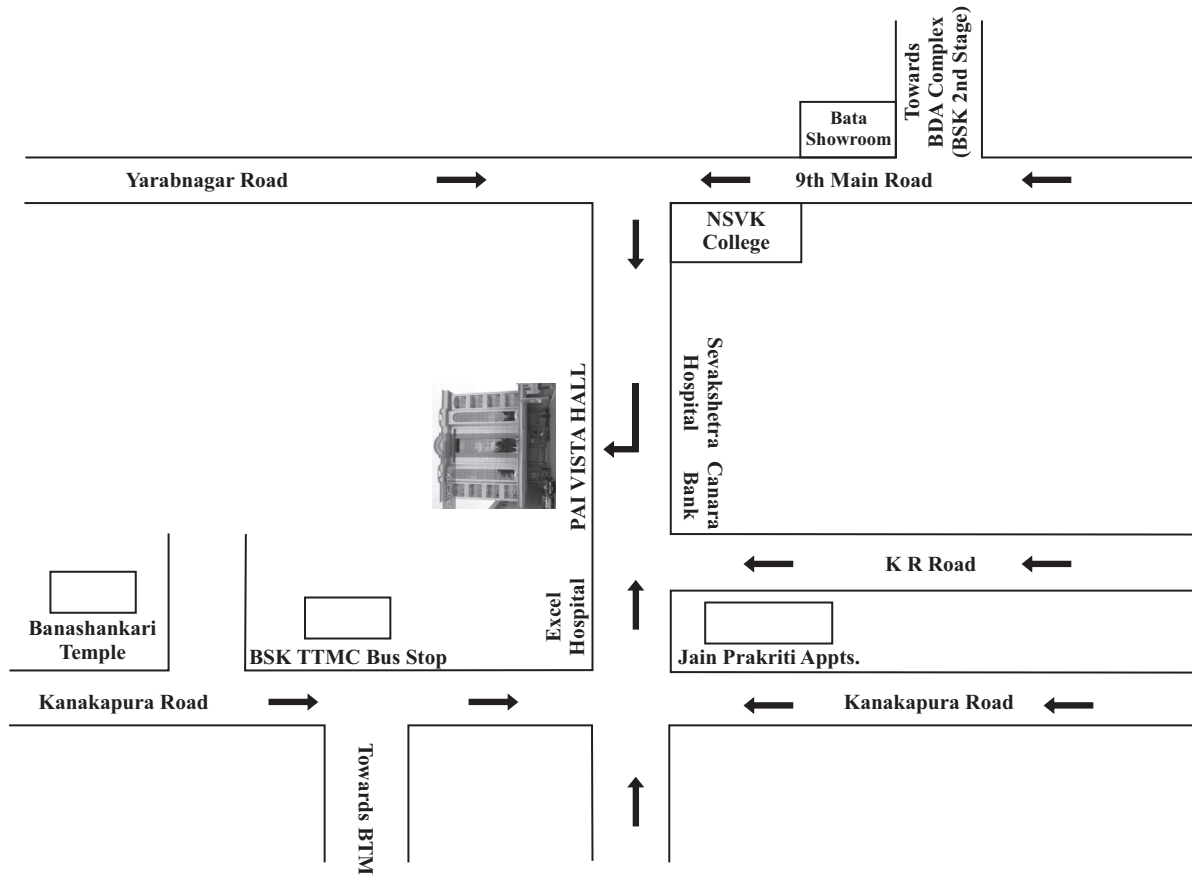 Towards
BDA Complex
(BSK 2nd Stage)
Bata
Showroom
Yarabnagar Road
9th Main Road
NSVK
College
Sevakshetra
Hospital
PAI VISTA HALL
Canara
Bank
K R Road
Excel
Hospital
Banashankari
Temple
BSK TTMC Bus Stop
Jain Prakriti Appts.
Kanakapura Road
Kanakapura Road
Towards BTM